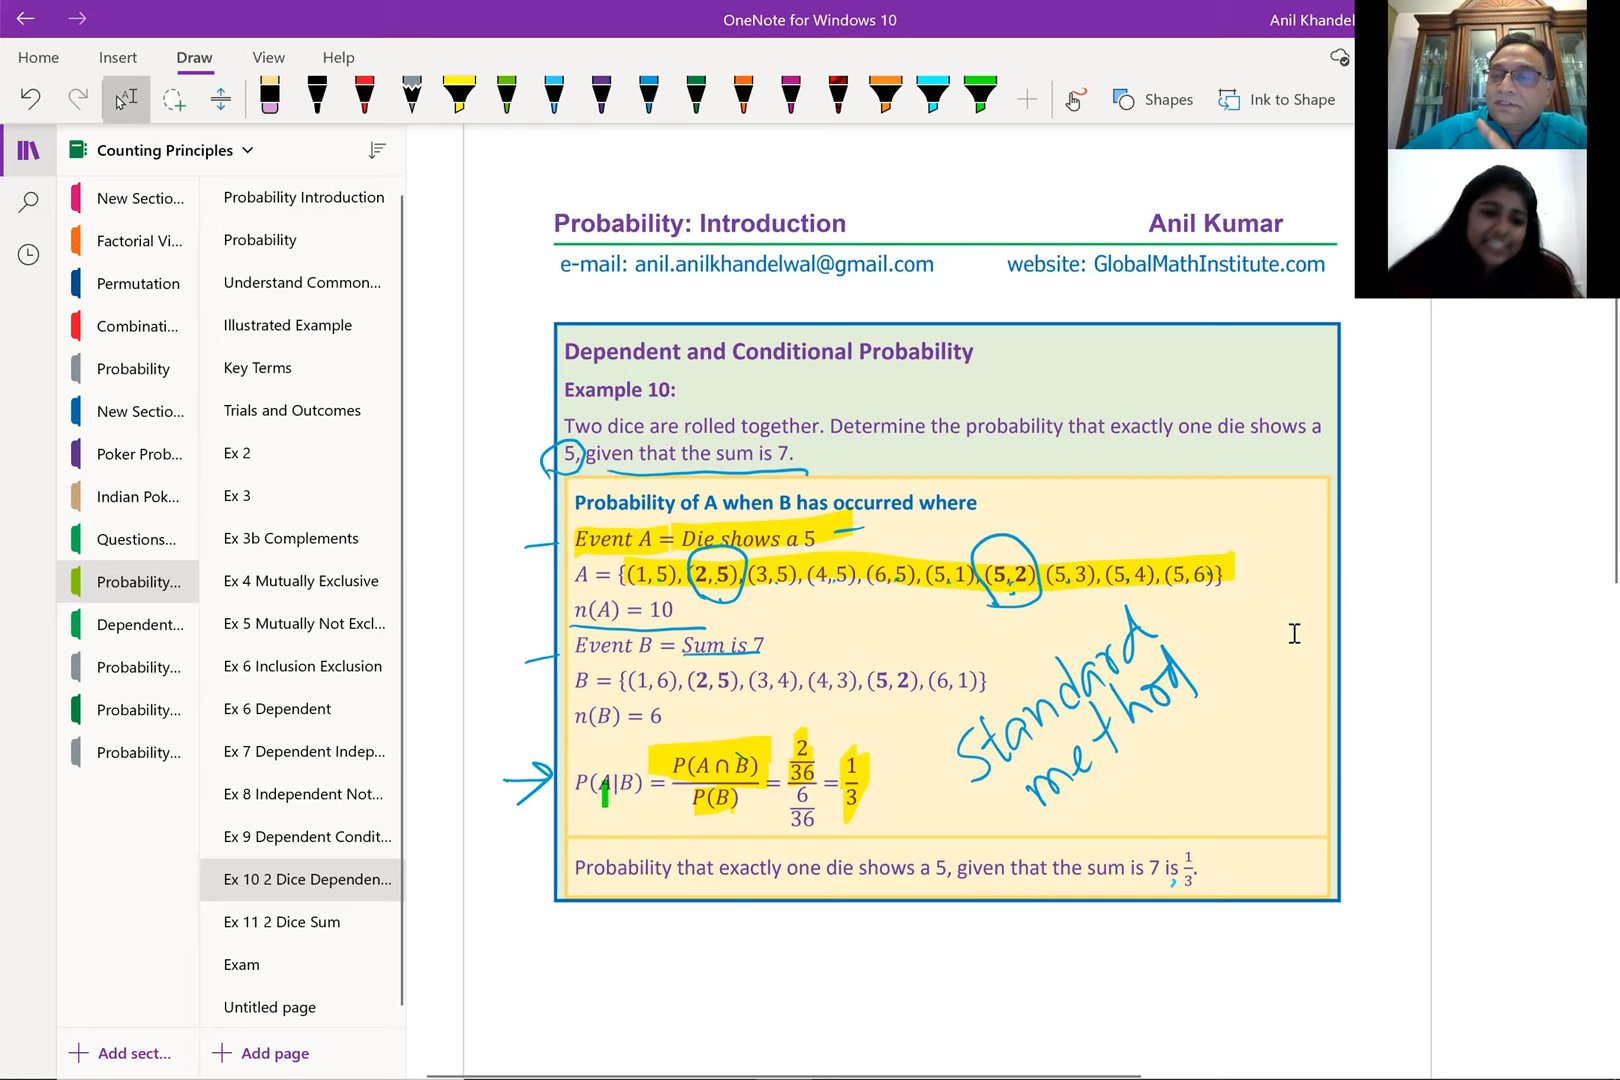 OneNote for Windows 10
Anil Khandel
Home Insert Draw View Help
Shapes Ink to Shape
Counting Principles
New Sectio...
Factorial Vi...
Permutation
Combinati...
Probability
New Sectio...
Poker Prob...
Indian Pok...
Questions...
Probability...
Dependent...
Probability...
Probability...
Probability...
Add sect...
Probability Introduction
Probability
Understand Common...
Illustrated Example
Key Terms
Trials and Outcomes
Ex 2
Ex 3
Ex 3b Complements
Ex 4 Mutually Exclusive
Ex 5 Mutually Not Excl...
Ex 6 Inclusion Exclusion
Ex 6 Dependent
Ex 7 Dependent Indep...
Ex 8 Independent Not...
Ex 9 Dependent Condit...
Ex 10 2 Dice Dependen...
Ex 11 2 Dice Sum
Exam
Untitled page
Add page
Probability: Introduction Anil Kumar
e-mail: anil.anilkhandelwal@gmail.com website: GlobalMathInstitute.com
Dependent and Conditional Probability
Example 10:
Two dice are rolled together. Determine the probability that exactly one die shows a
5, given that the sum is 7.
Probability of A when B has occurred where
Event A = Die shows a 5
A = {(1, 5), (2, 5), (3, 5), (4, 5), (6, 5), (5, 1), (5, 2), (5, 3), (5, 4), (5, 6)}
n(A) = 10
Event B = Sum is 7
B = {(1, 6), (2, 5), (3, 4), (4, 3), (5, 2), (6, 1)}
n(B) = 6
P(A|B) = P(A ∩ B)/P(B) = (2/36)/(6/36) = 1/3
Standard
method
Probability that exactly one die shows a 5, given that the sum is 7 is 1/3.